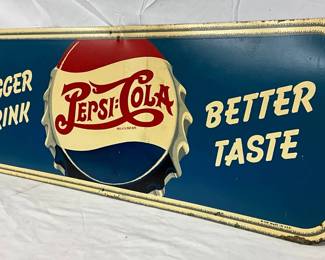 GGER
RINK
PEPSI:COLA
BETTER
TASTE